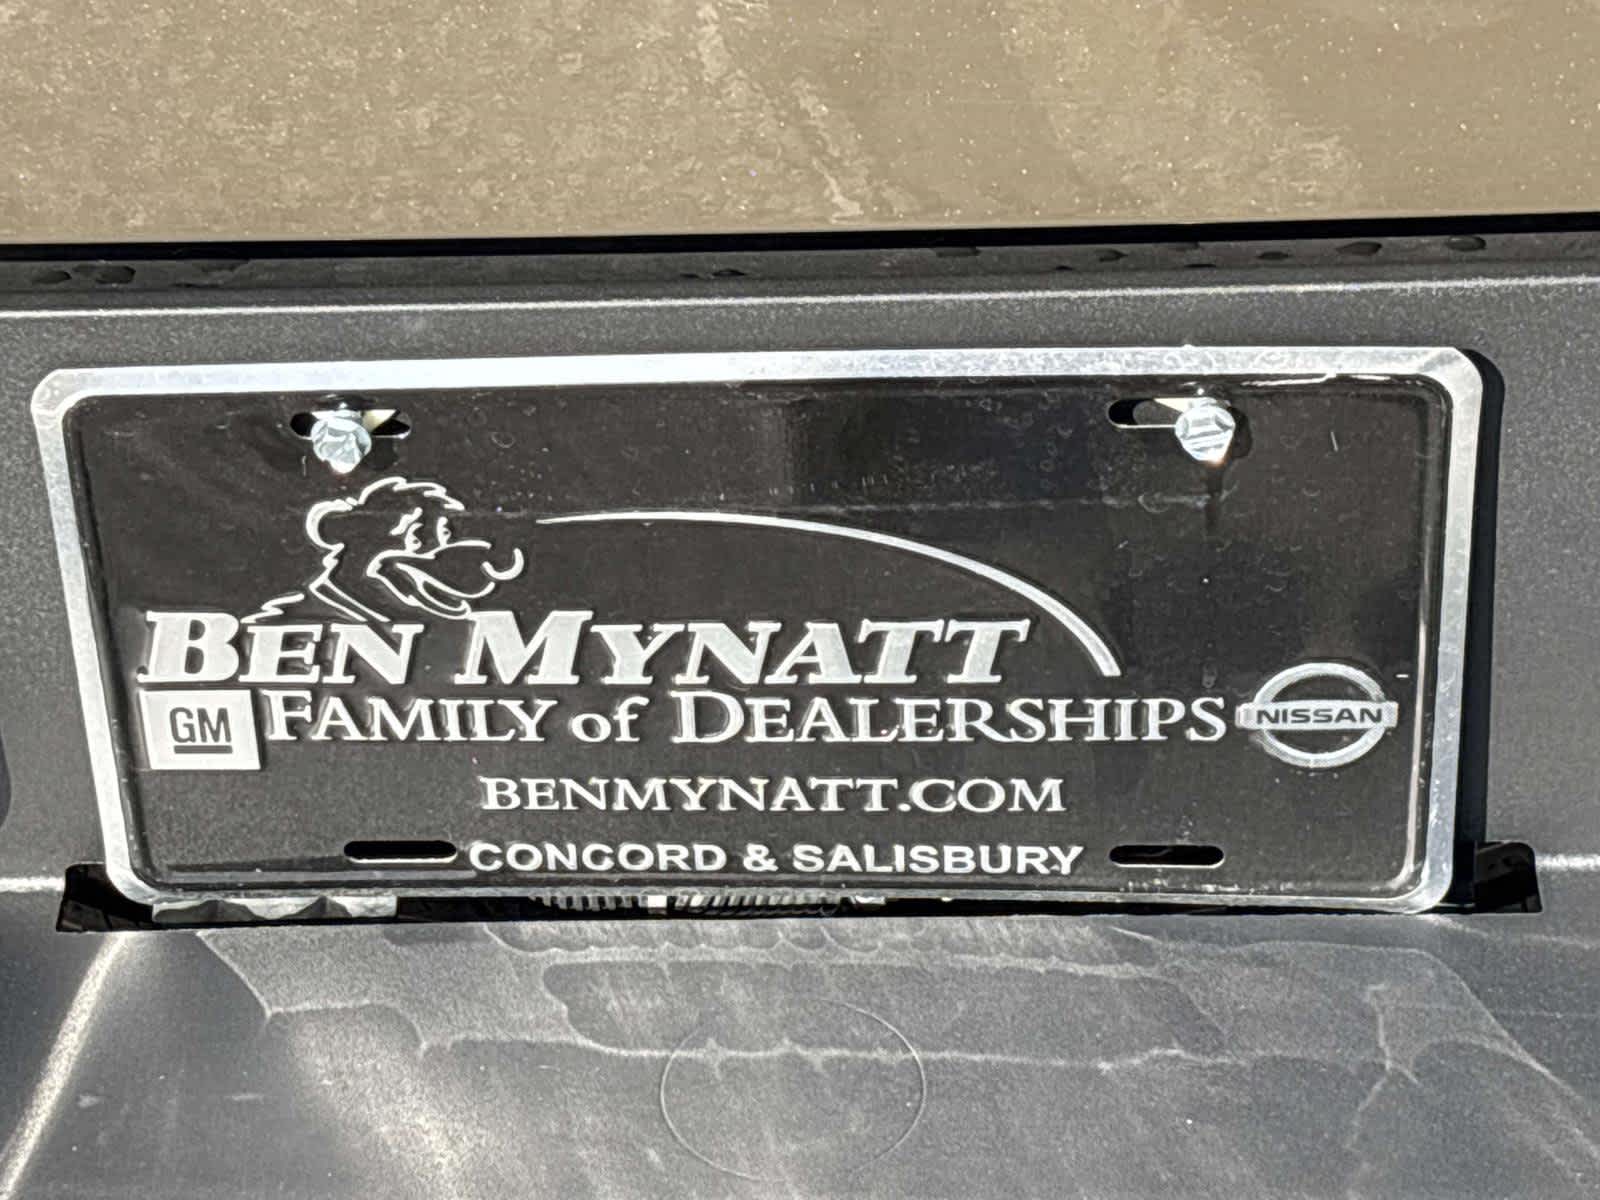 BEN MYNATT
GM FAMILY of DEALERSHIPS NISSAN
BENMYNATT.COM
CONCORD & SALISBURY